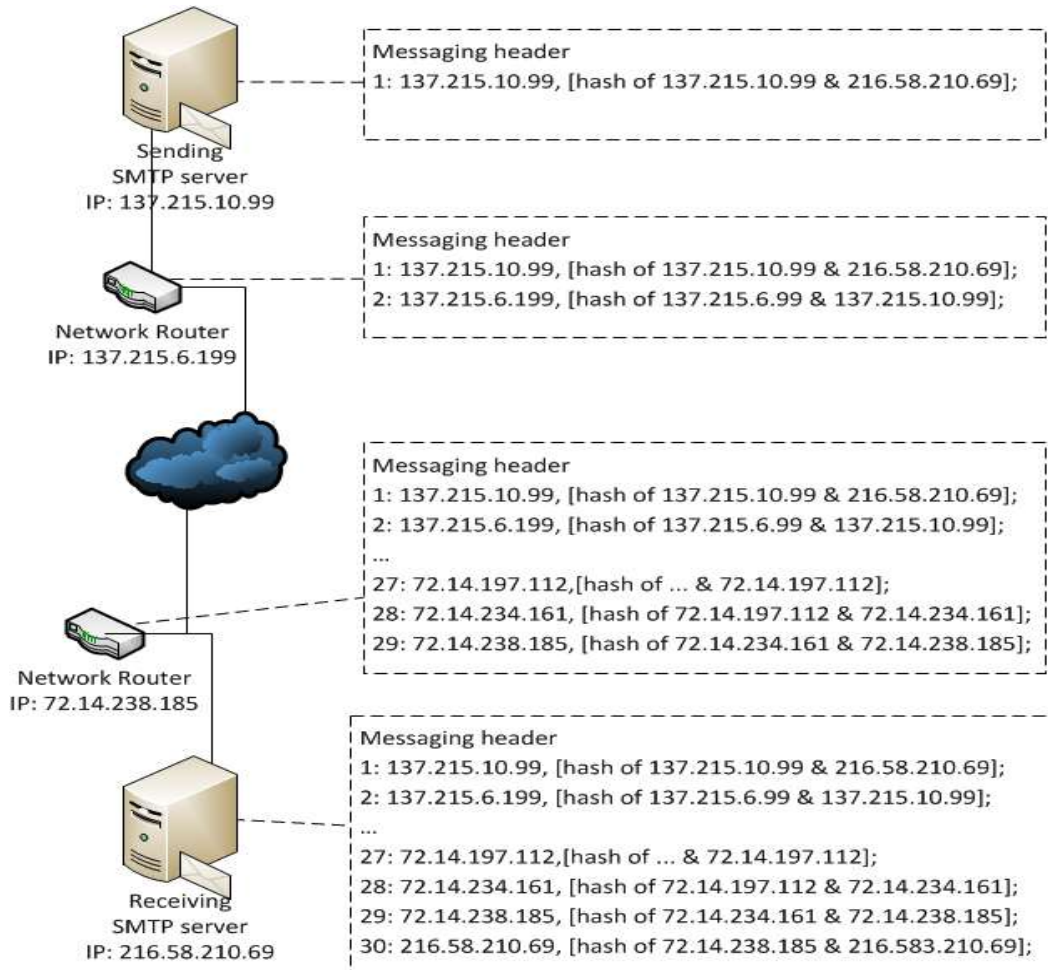 Messaging header
1: 137.215.10.99, [hash of 137.215.10.99 & 216.58.210.69];
Sending
SMTP server
IP: 137.215.10.99
Messaging header
1: 137.215.10.99, [hash of 137.215.10.99 & 216.58.210.69];
2: 137.215.6.199, [hash of 137.215.6.99 & 137.215.10.99];
Network Router
IP: 137.215.6.199
Messaging header
1: 137.215.10.99, [hash of 137.215.10.99 & 216.58.210.69];
2: 137.215.6.199, [hash of 137.215.6.99 & 137.215.10.99];
...
27: 72.14.197.112,[hash of ... & 72.14.197.112];
28: 72.14.234.161, [hash of 72.14.197.112 & 72.14.234.161];
29: 72.14.238.185, [hash of 72.14.234.161 & 72.14.238.185];
Network Router
IP: 72.14.238.185
Messaging header
1: 137.215.10.99, [hash of 137.215.10.99 & 216.58.210.69];
2: 137.215.6.199, [hash of 137.215.6.99 & 137.215.10.99];
...
27: 72.14.197.112,[hash of ... & 72.14.197.112];
28: 72.14.234.161, [hash of 72.14.197.112 & 72.14.234.161];
29: 72.14.238.185, [hash of 72.14.234.161 & 72.14.238.185];
30: 216.58.210.69, [hash of 72.14.238.185 & 216.583.210.69];
Receiving
SMTP server
IP: 216.58.210.69